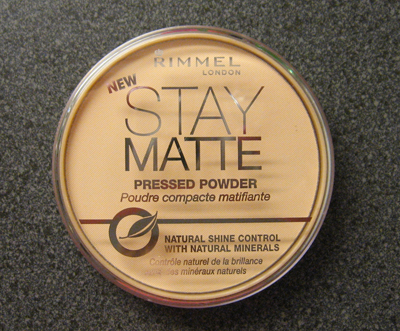 RIMMEL
LONDON
NEW
STAY
MATTE
PRESSED POWDER
Poudre compacte matifiante
NATURAL SHINE CONTROL
WITH NATURAL MINERALS
Contrôle naturel de la brillance
des minéraux naturels